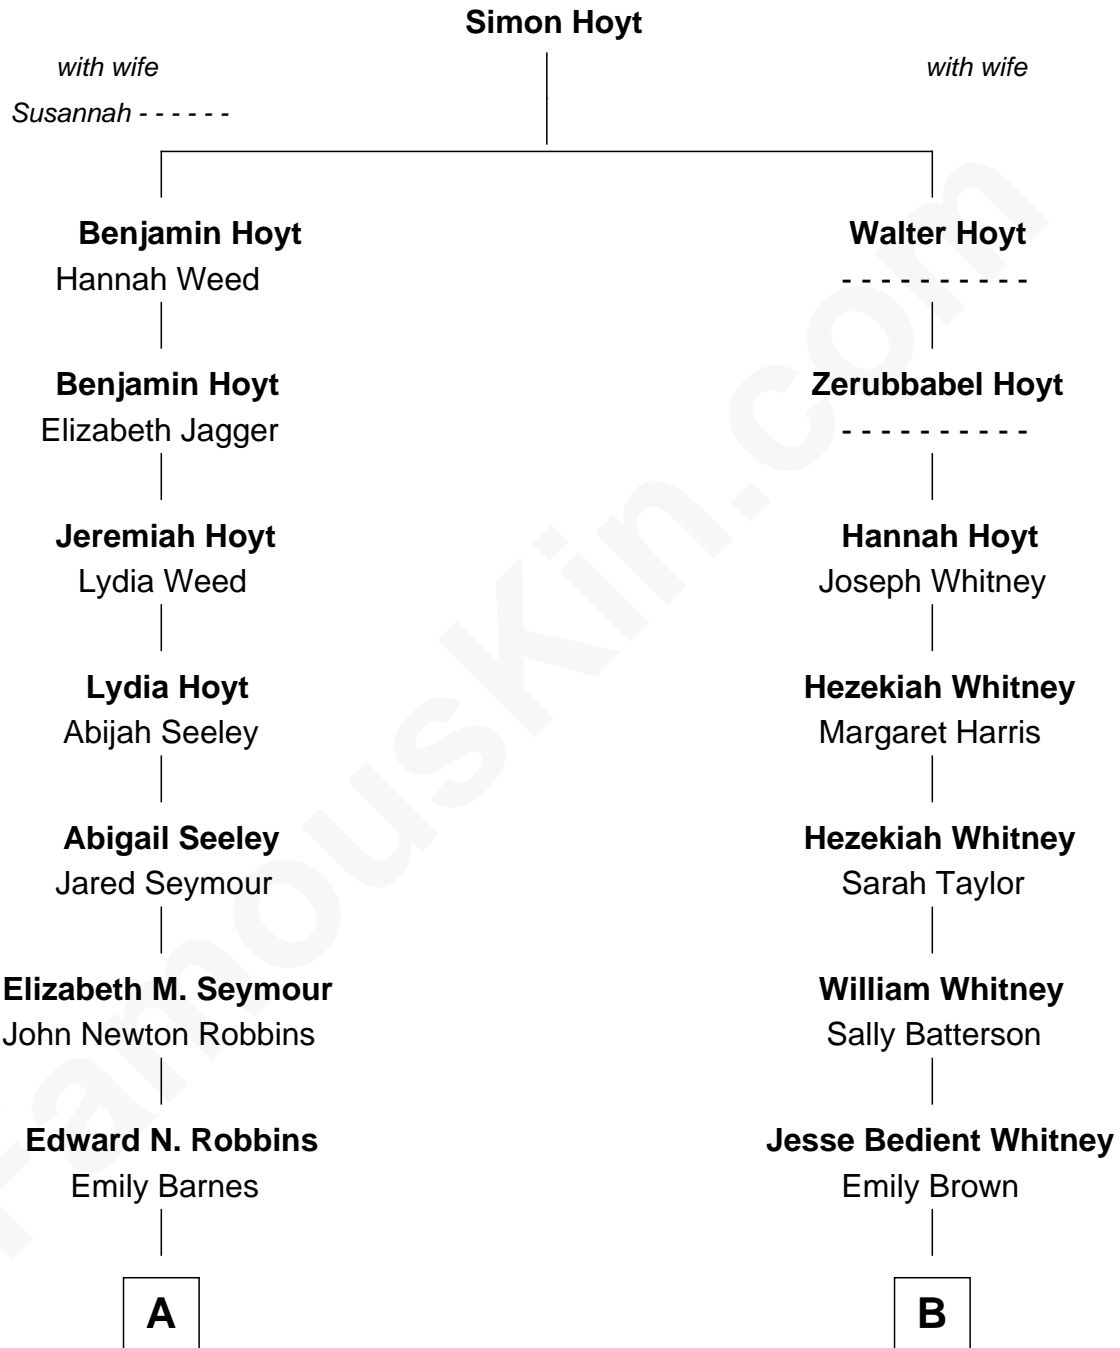 Simon Hoyt
with wife
with wife
Susannah - - - - - -
Benjamin Hoyt
Walter Hoyt
Hannah Weed
- - - - - - - - - -
Benjamin Hoyt
Zerubbabel Hoyt
Elizabeth Jagger
- - - - - - - - - -
Jeremiah Hoyt
Hannah Hoyt
Lydia Weed
Joseph Whitney
Lydia Hoyt
Hezekiah Whitney
Abijah Seeley
Margaret Harris
Abigail Seeley
Hezekiah Whitney
Jared Seymour
Sarah Taylor
Elizabeth M. Seymour
William Whitney
John Newton Robbins
Sally Batterson
Edward N. Robbins
Jesse Bedient Whitney
Emily Barnes
Emily Brown
A
B
FamousKin.com